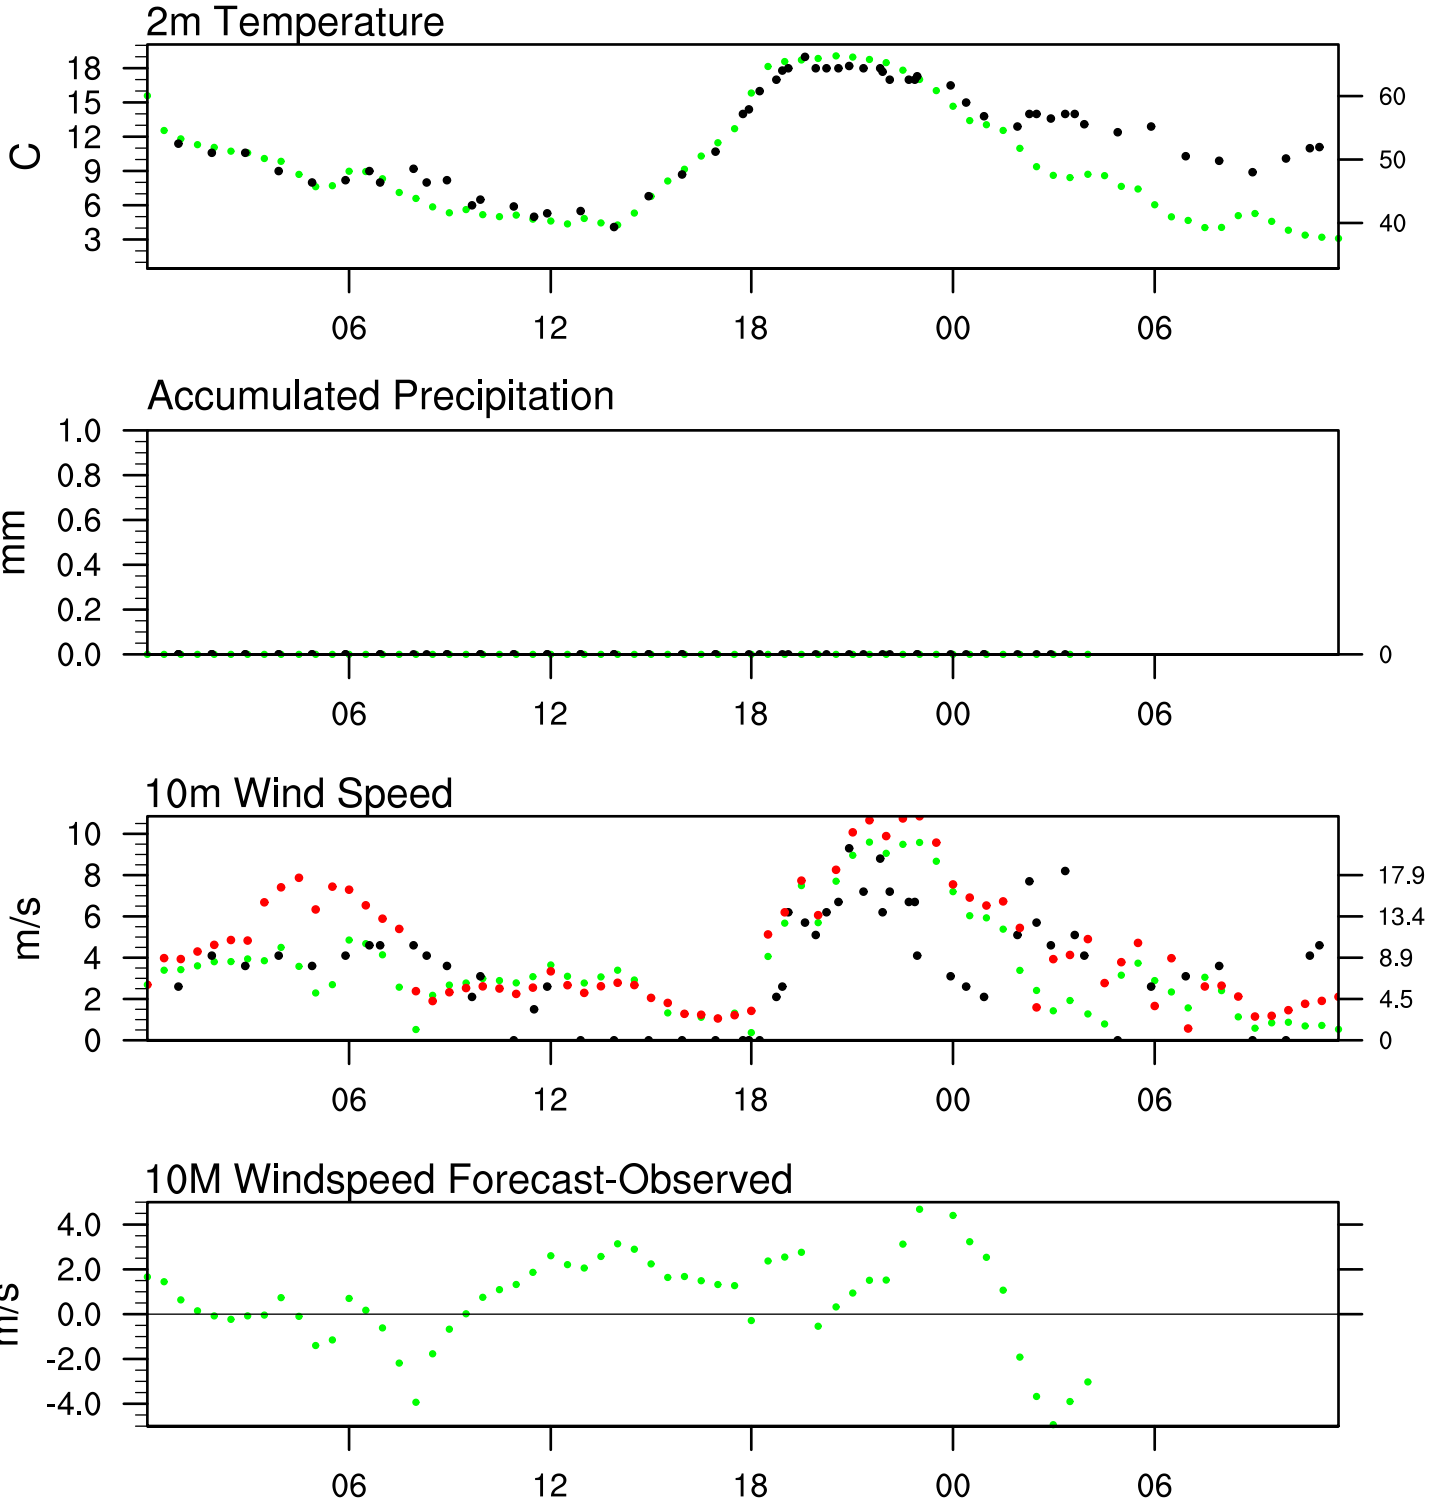 2m Temperature
18
15
12
9
6
3
C
60
50
40
06 12 18 00 06
Accumulated Precipitation
1.0
0.8
0.6
0.4
0.2
0.0
mm
0
06 12 18 00 06
10m Wind Speed
10
8
6
4
2
0
m/s
17.9
13.4
8.9
4.5
0
06 12 18 00 06
10M Windspeed Forecast-Observed
4.0
2.0
0.0
-2.0
-4.0
m/s
06 12 18 00 06